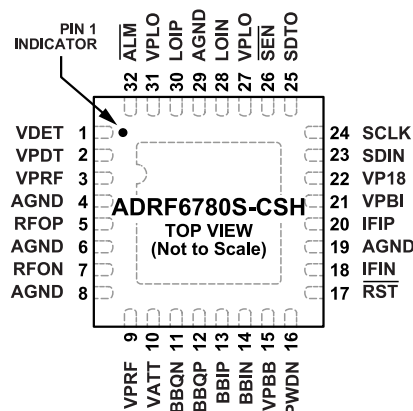 PIN 1
INDICATOR
ALM
VPLO
LOIP
AGND
LOIN
VPLO
SEN
SDTO
32
31
30
29
28
27
26
25
VDET 1
VPDT 2
VPRF 3
AGND 4
RFOP 5
AGND 6
RFON 7
AGND 8
ADRF6780S-CSH
TOP VIEW
(Not to Scale)
24 SCLK
23 SDIN
22 VP18
21 VPBI
20 IFIP
19 AGND
18 IFIN
17 RST
9
10
11
12
13
14
15
16
VPRF
VATT
BBQN
BBQP
BBIP
BBIN
VPBB
PWDN